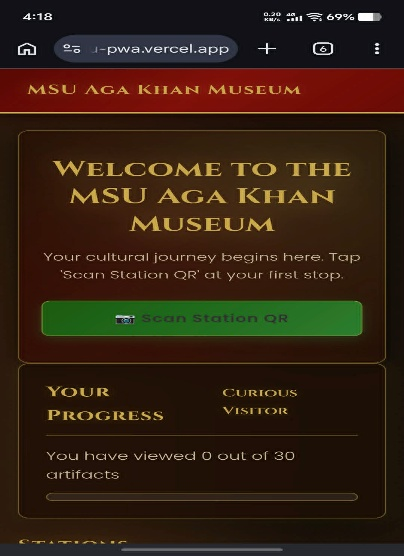 4:18
0.20 KB/S 4G 69%
u-pwa.vercel.app
6
MSU Aga Khan Museum
Welcome to the
MSU Aga Khan
Museum
Your cultural journey begins here. Tap
'Scan Station QR' at your first stop.
Scan Station QR
Your
Progress
Curious
Visitor
You have viewed 0 out of 30
artifacts
Stations